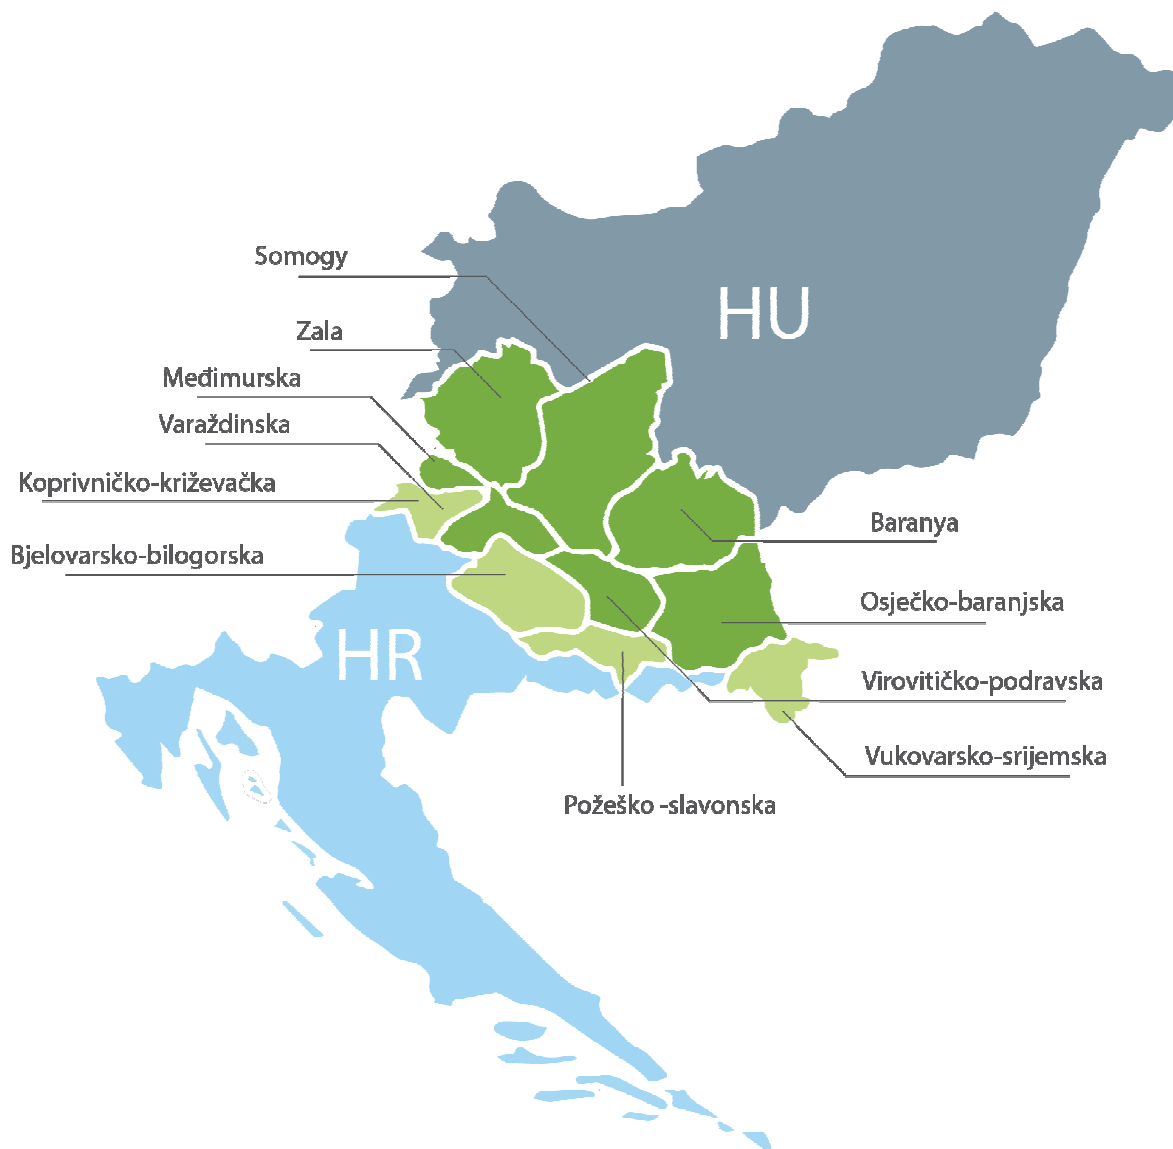 Somogy
HU
Zala
Međimurska
Varaždinska
Koprivničko-križevačka
Baranya
Bjelovarsko-bilogorska
Osječko-baranjska
HR
Virovitičko-podravska
Vukovarsko-srijemska
Požeško -slavonska